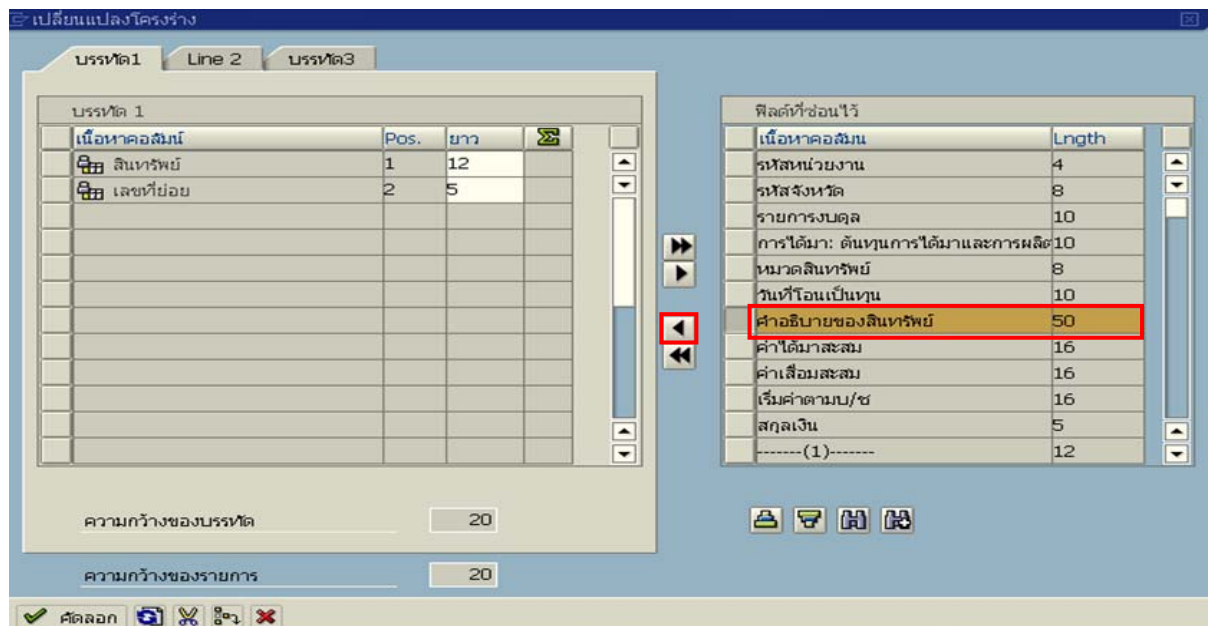 เปลี่ยนแปลงโครงร่าง
บรรทัด1 Line 2 บรรทัด3
บรรทัด 1
เนื้อหาคอลัมน์ Pos. ยาว
สินทรัพย์ 1 12
เลขที่ย่อย 2 5
ความกว้างของบรรทัด 20
ความกว้างของรายการ 20
ฟิลด์ที่ซ่อนไว้
เนื้อหาคอลัมน Lngth
รหัสหน่วยงาน 4
รหัสจังหวัด 8
รายการงบดุล 10
การได้มา: ต้นทุนการได้มาและการผลิต 10
หมวดสินทรัพย์ 8
วันที่โอนเป็นทุน 10
คำอธิบายของสินทรัพย์ 50
ค่าได้มาสะสม 16
ค่าเสื่อมสะสม 16
เริ่มค่าตามบ/ช 16
สกุลเงิน 5
-------(1)------- 12
คัดลอก